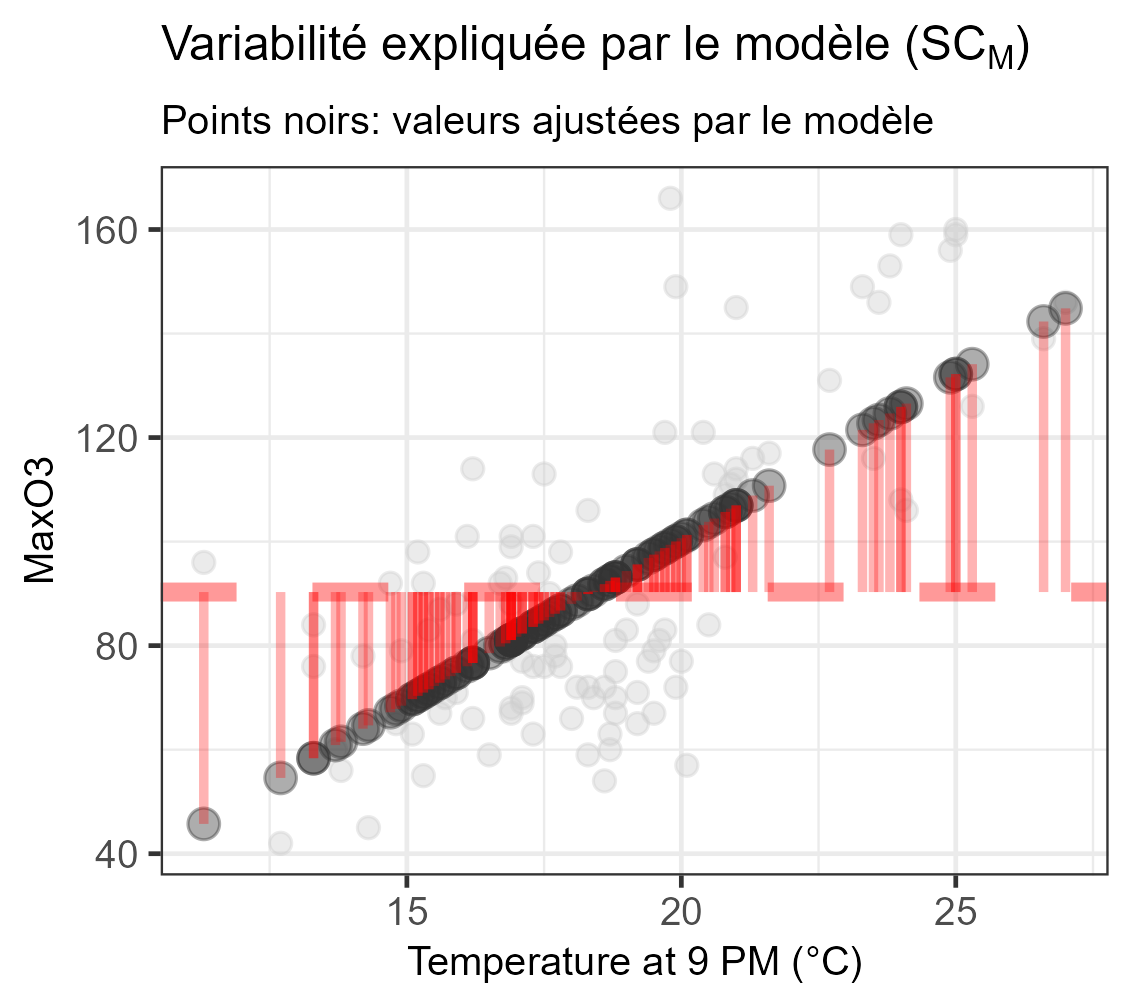 Variabilité expliquée par le modèle (SC_M)
Points noirs: valeurs ajustées par le modèle
MaxO3
160
120
80
40
15
20
25
Temperature at 9 PM (°C)